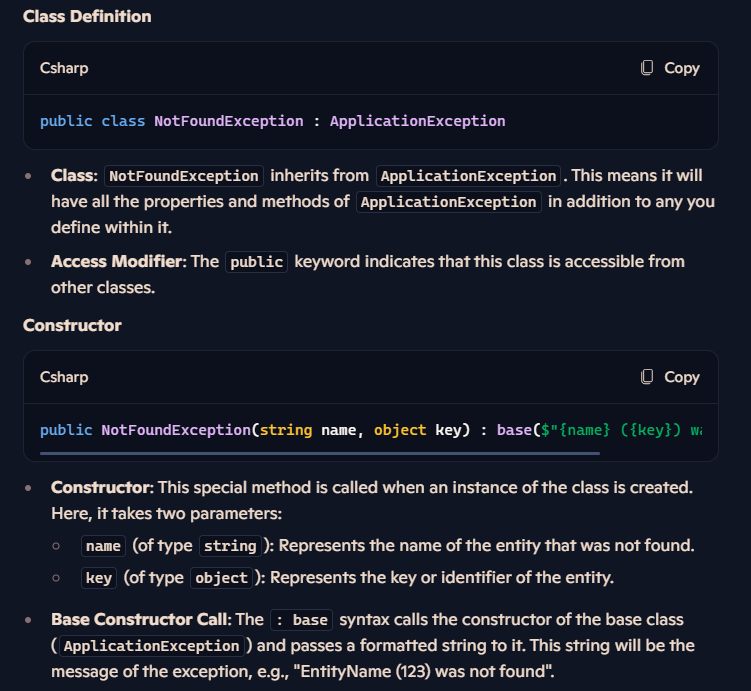 Class Definition
Csharp
Copy
public class NotFoundException : ApplicationException
Class: NotFoundException inherits from ApplicationException. This means it will
have all the properties and methods of ApplicationException in addition to any you
define within it.
Access Modifier: The public keyword indicates that this class is accessible from
other classes.
Constructor
Csharp
Copy
public NotFoundException(string name, object key) : base($"{name} ({key})
Constructor: This special method is called when an instance of the class is created.
Here, it takes two parameters:
name (of type string): Represents the name of the entity that was not found.
key (of type object): Represents the key or identifier of the entity.
Base Constructor Call: The : base syntax calls the constructor of the base class
(ApplicationException) and passes a formatted string to it. This string will be the
message of the exception, e.g., "EntityName (123) was not found".